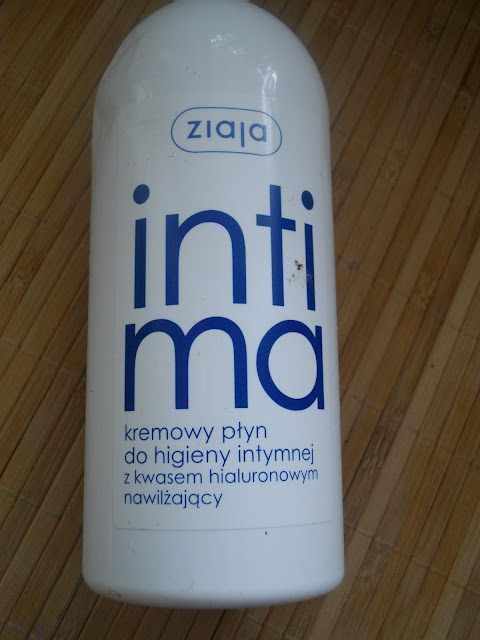 ziaja
inti
ma
kremowy płyn
do higieny intymnej
z kwasem hialuronowym
nawilżający